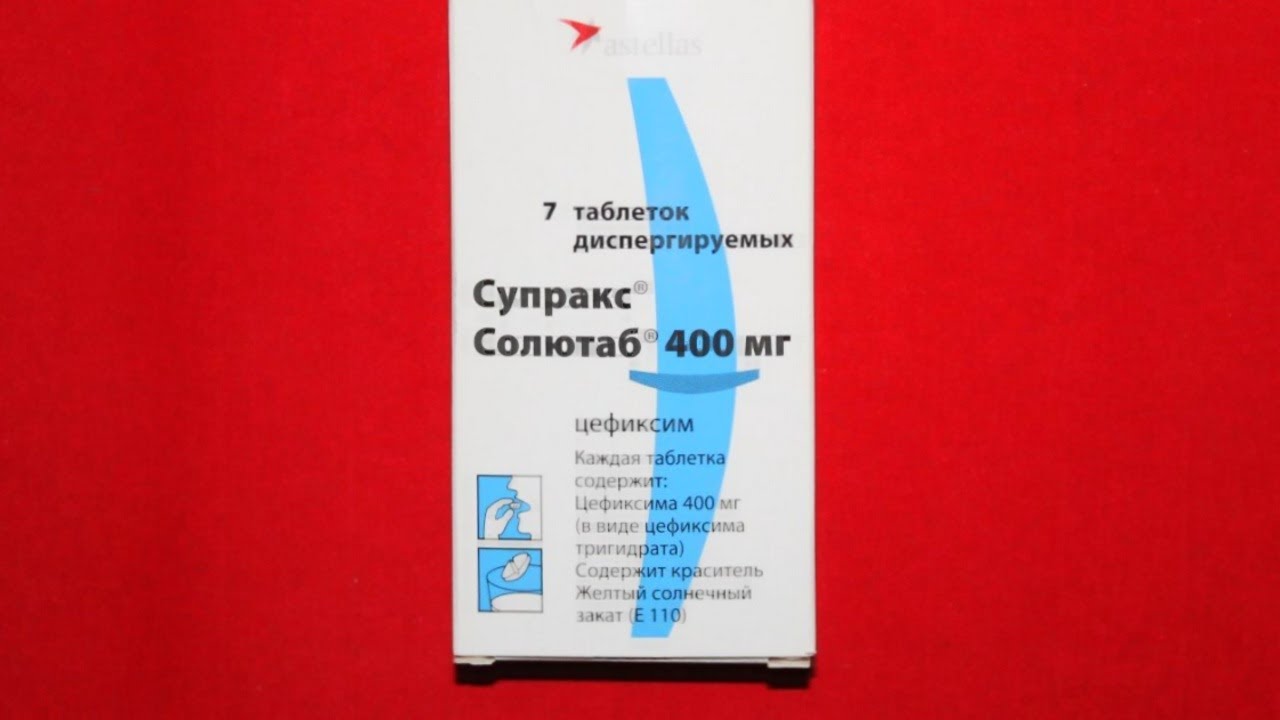 astellas
7 таблеток
диспергируемых
Супракс®
Солютаб® 400 мг
цефиксим
Каждая таблетка
содержит:
Цефиксима 400 мг
(в виде цефиксима
тригидрата)
Содержит краситель
Желтый солнечный
закат (Е 110)